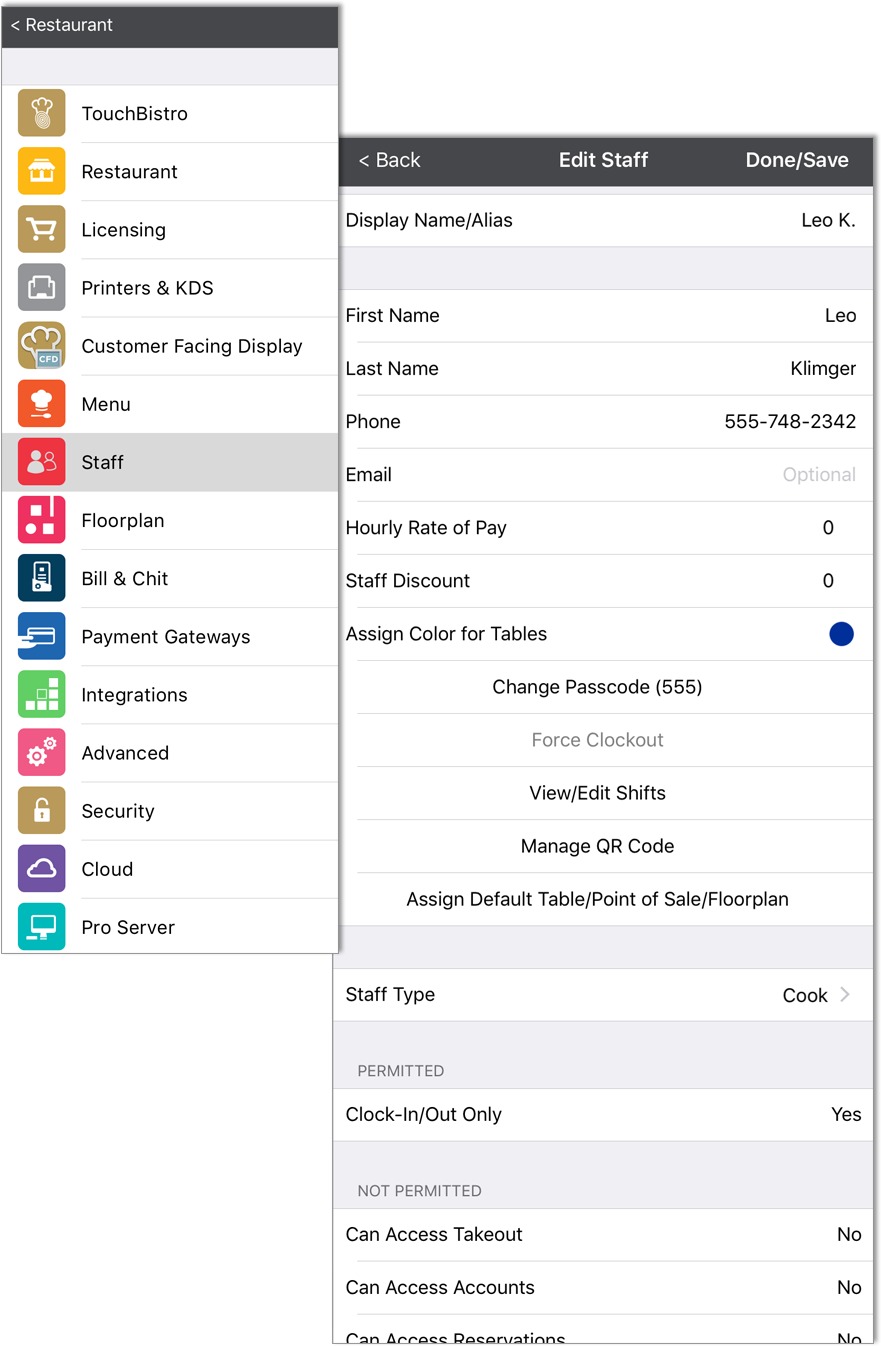 < Restaurant
TouchBistro
Restaurant
Licensing
Printers & KDS
Customer Facing Display
CFD
Menu
Staff
Floorplan
Bill & Chit
Payment Gateways
Integrations
Advanced
Security
Cloud
Pro Server
< Back Edit Staff Done/Save
Display Name/Alias Leo K.
First Name Leo
Last Name Klimger
Phone 555-748-2342
Email Optional
Hourly Rate of Pay 0
Staff Discount 0
Assign Color for Tables
Change Passcode (555)
Force Clockout
View/Edit Shifts
Manage QR Code
Assign Default Table/Point of Sale/Floorplan
Staff Type Cook >
PERMITTED
Clock-In/Out Only Yes
NOT PERMITTED
Can Access Takeout No
Can Access Accounts No
Can Access Reservations No